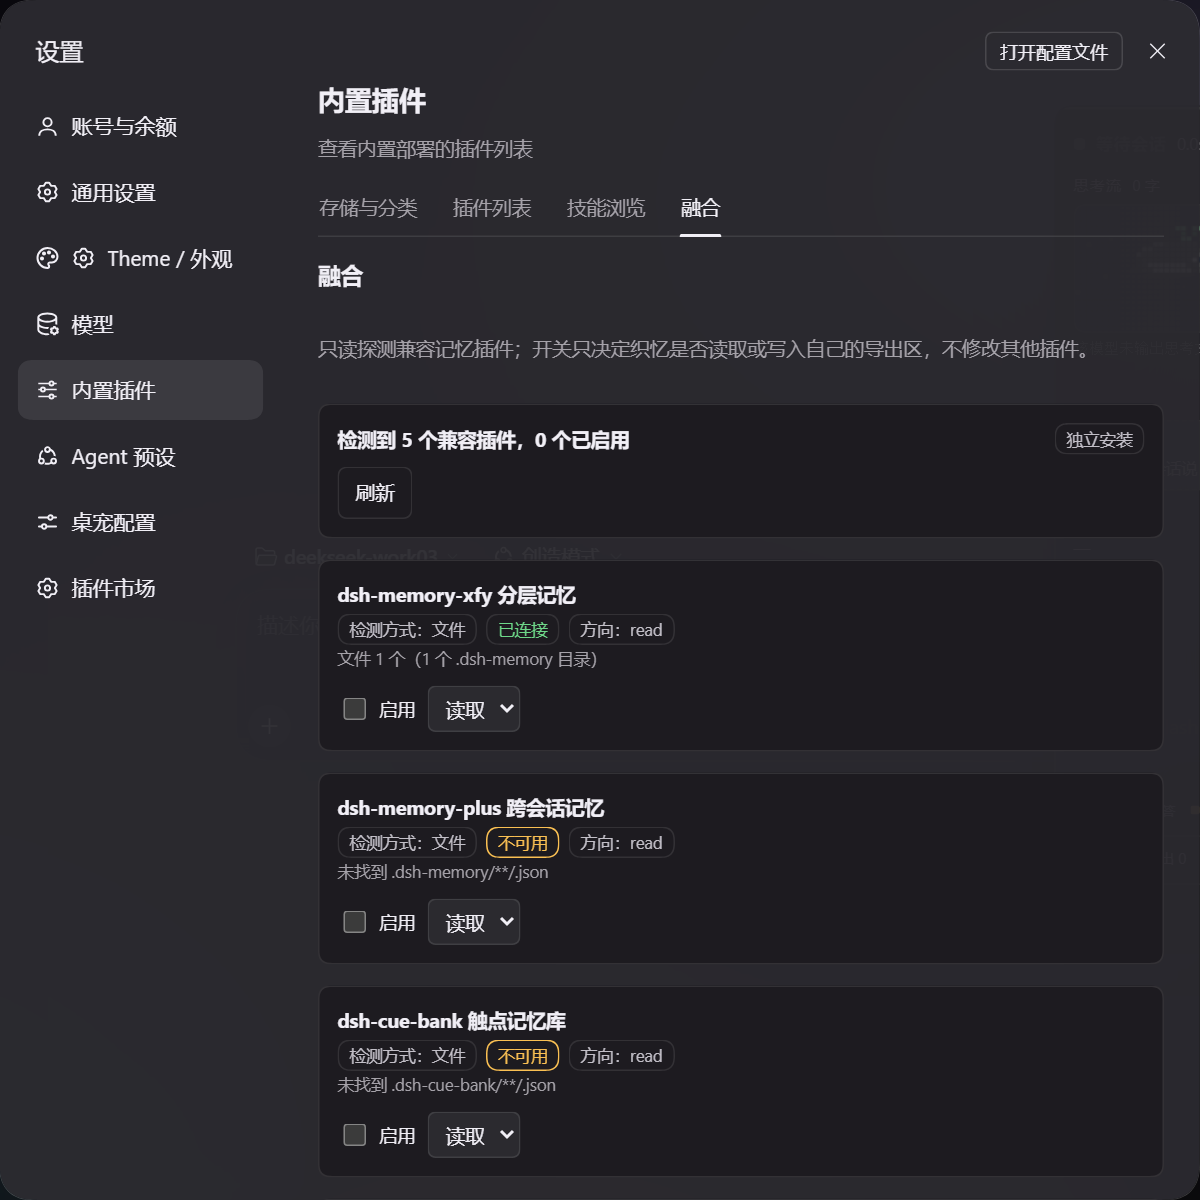 设置
打开配置文件
账号与余额
通用设置
Theme / 外观
模型
内置插件
Agent 预设
桌宠配置
插件市场
内置插件
查看内置部署的插件列表
存储与分类
插件列表
技能浏览
融合
融合
只读探测兼容记忆插件；开关只决定织忆是否读取或写入自己的导出区，不修改其他插件。
检测到 5 个兼容插件，0 个已启用
独立安装
刷新
deekseek-work03
创造模式
dsh-memory-xfy 分层记忆
检测方式：文件
已连接
方向：read
文件 1 个（1 个 .dsh-memory 目录）
启用
读取
dsh-memory-plus 跨会话记忆
检测方式：文件
不可用
方向：read
未找到 .dsh-memory/**/.json
启用
读取
dsh-cue-bank 触点记忆库
检测方式：文件
不可用
方向：read
未找到 .dsh-cue-bank/**/.json
启用
读取